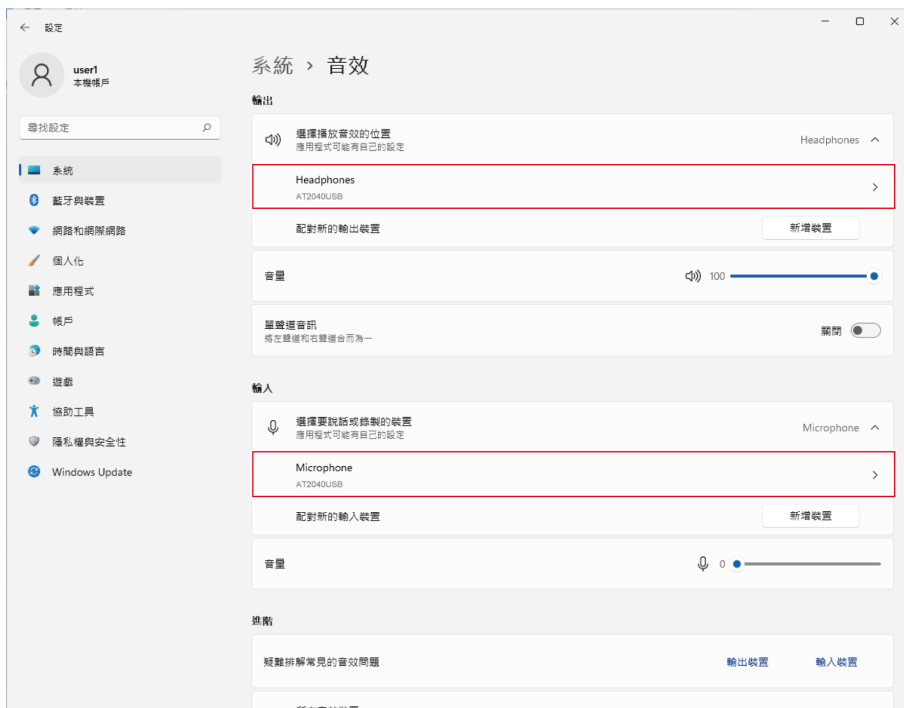 設定
user1
本機帳戶
尋找設定
系統
藍牙與裝置
網路和網際網路
個人化
應用程式
帳戶
時間與語言
遊戲
協助工具
隱私權與安全性
Windows Update
系統 › 音效
輸出
選擇播放音效的位置
應用程式可能有自己的設定
Headphones
Headphones
AT2040USB
配對新的輸出裝置
新增裝置
音量
100
單聲道音訊
將左聲道和右聲道合而為一
關閉
輸入
選擇要說話或錄製的裝置
應用程式可能有自己的設定
Microphone
Microphone
AT2040USB
配對新的輸入裝置
新增裝置
音量
0
進階
疑難排解常見的音效問題
輸出裝置
輸入裝置